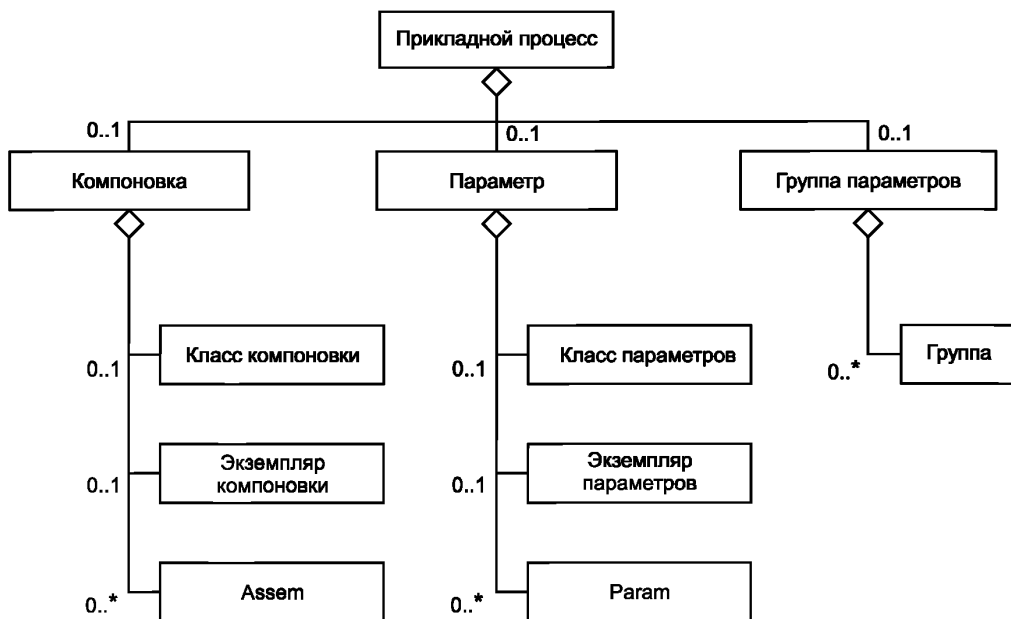 Прикладной процесс
0..1
0..1
0..1
Компоновка
Параметр
Группа параметров
Класс компоновки
Класс параметров
Группа
0..1
0..1
0..*
Экземпляр
компоновки
Экземпляр
параметров
0..1
0..1
Assem
Param
0..*
0..*